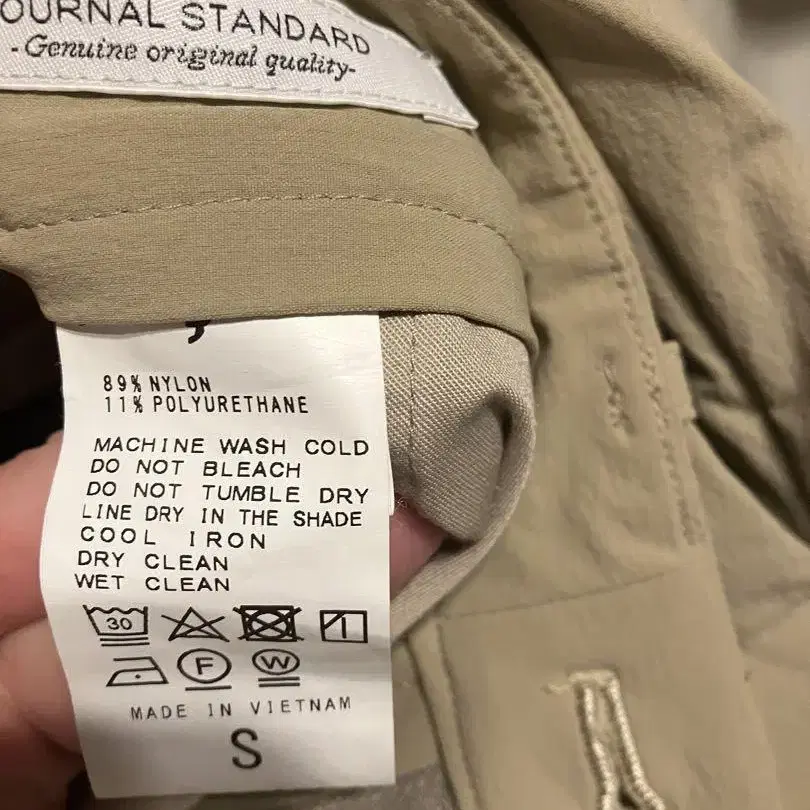 OURNAL STANDARD
-Genuine original quality-
89% NYLON
11% POLYURETHANE
MACHINE WASH COLD
DO NOT BLEACH
DO NOT TUMBLE DRY
LINE DRY IN THE SHADE
COOL IRON
DRY CLEAN
WET CLEAN
30
F W
MADE IN VIETNAM
S